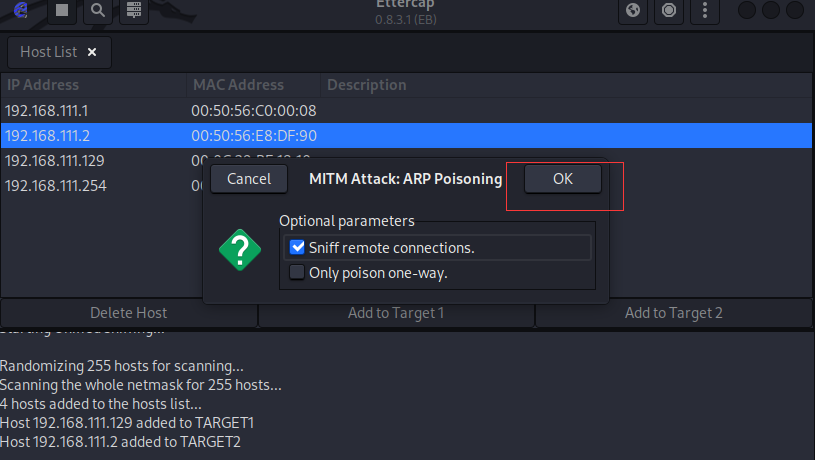 Ettercap
0.8.3.1 (EB)
Host List ×
IP Address MAC Address Description
192.168.111.1 00:50:56:C0:00:08
192.168.111.2 00:50:56:E8:DF:90
192.168.111.129
192.168.111.254
Cancel MITM Attack: ARP Poisoning OK
Optional parameters
Sniff remote connections.
Only poison one-way.
Delete Host Add to Target 1 Add to Target 2
Randomizing 255 hosts for scanning...
Scanning the whole netmask for 255 hosts...
4 hosts added to the hosts list...
Host 192.168.111.129 added to TARGET1
Host 192.168.111.2 added to TARGET2